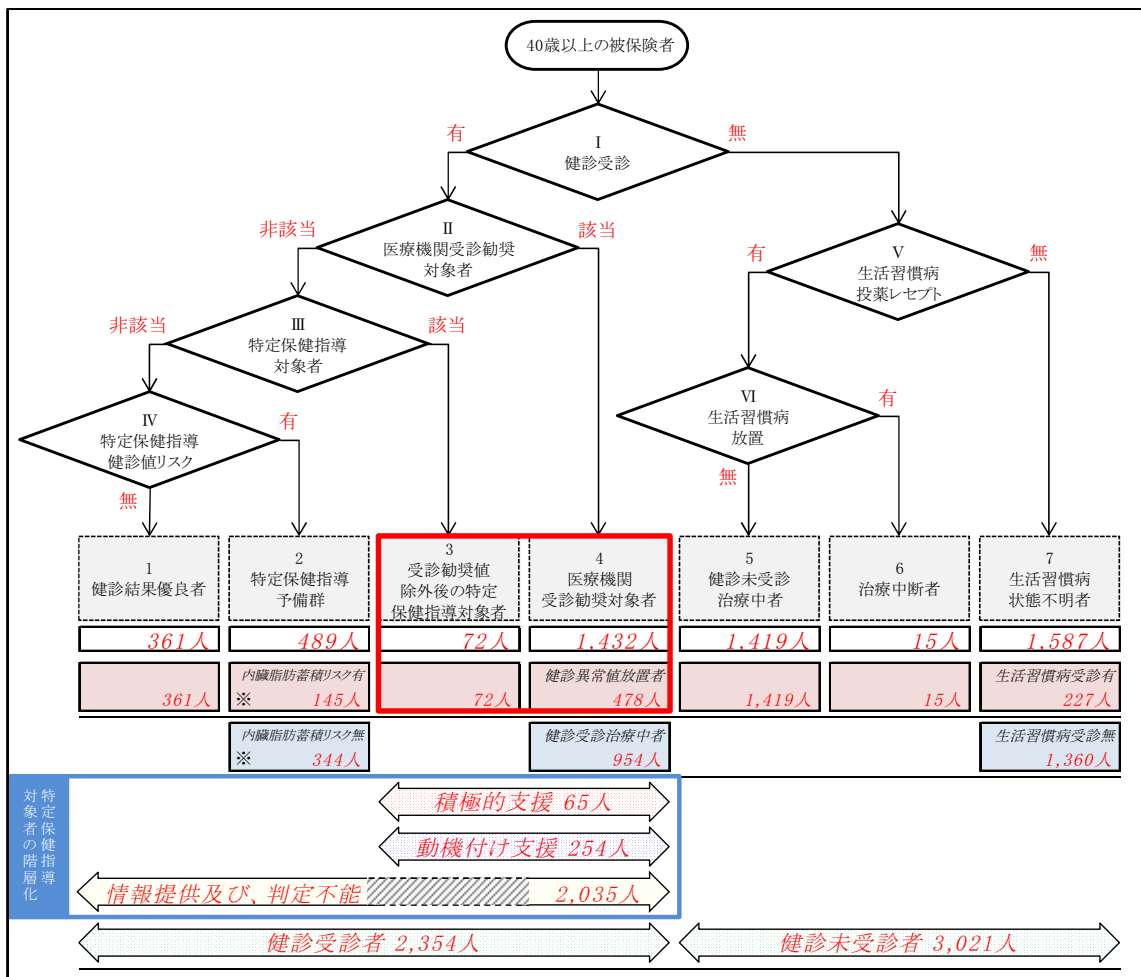 40歳以上の被保険者
Ⅰ
健診受診
有
無
Ⅱ
医療機関受診勧奨
対象者
非該当
該当
Ⅴ
生活習慣病
投薬レセプト
有
無
Ⅲ
特定保健指導
対象者
非該当
該当
Ⅳ
特定保健指導
健診値リスク
有
無
Ⅵ
生活習慣病
放置
有
無
1
健診結果優良者
2
特定保健指導
予備群
3
受診勧奨値
除外後の特定
保健指導対象者
4
医療機関
受診勧奨対象者
5
健診未受診
治療中者
6
治療中断者
7
生活習慣病
状態不明者
361人
489人
72人
1,432人
1,419人
15人
1,587人
361人
内臓脂肪蓄積リスク有
※ 145人
72人
健診異常値放置者
478人
1,419人
15人
生活習慣病受診有
227人
内臓脂肪蓄積リスク無
※ 344人
健診受診治療中者
954人
生活習慣病受診無
1,360人
特定保健指導
対象者の階層化
積極的支援 65人
動機付け支援 254人
情報提供及び、判定不能 2,035人
健診受診者 2,354人
健診未受診者 3,021人